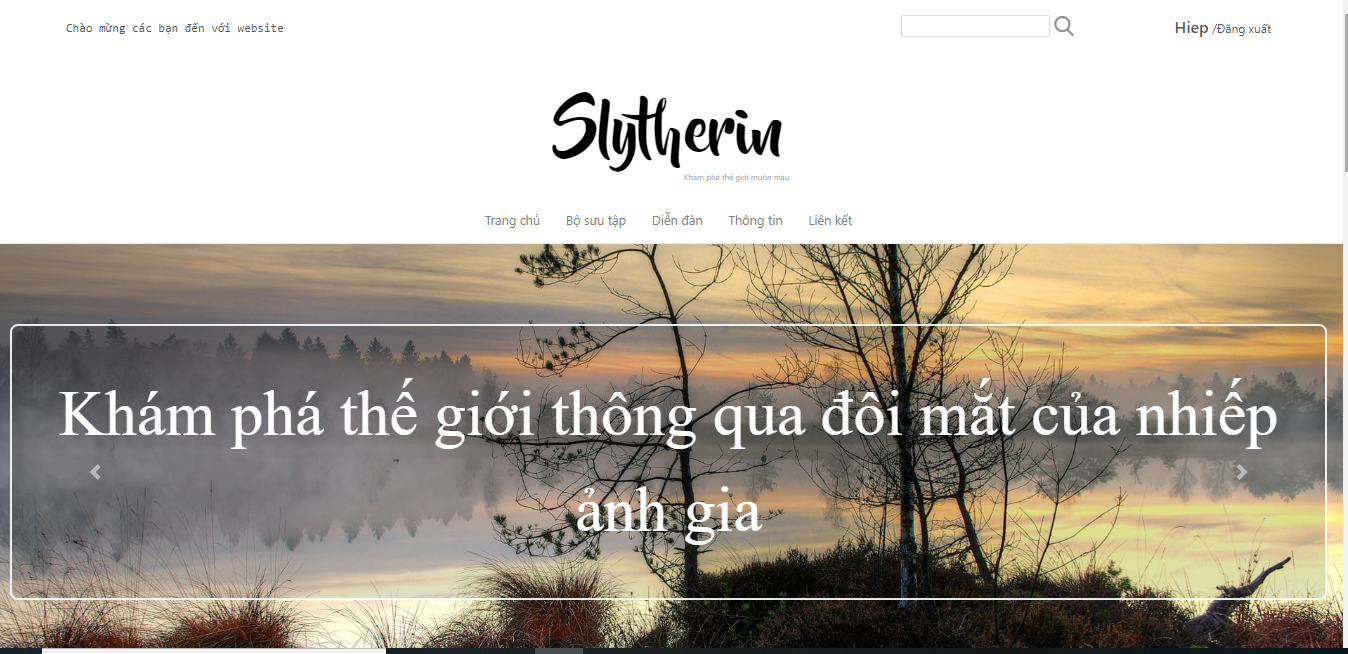 Chào mừng các bạn đến với website
Hiep /Đăng xuất
Slytherin
Khám phá thế giới muôn màu
Trang chủ Bộ sưu tập Diễn đàn Thông tin Liên kết
Khám phá thế giới thông qua đôi mắt của nhiếp
ảnh gia